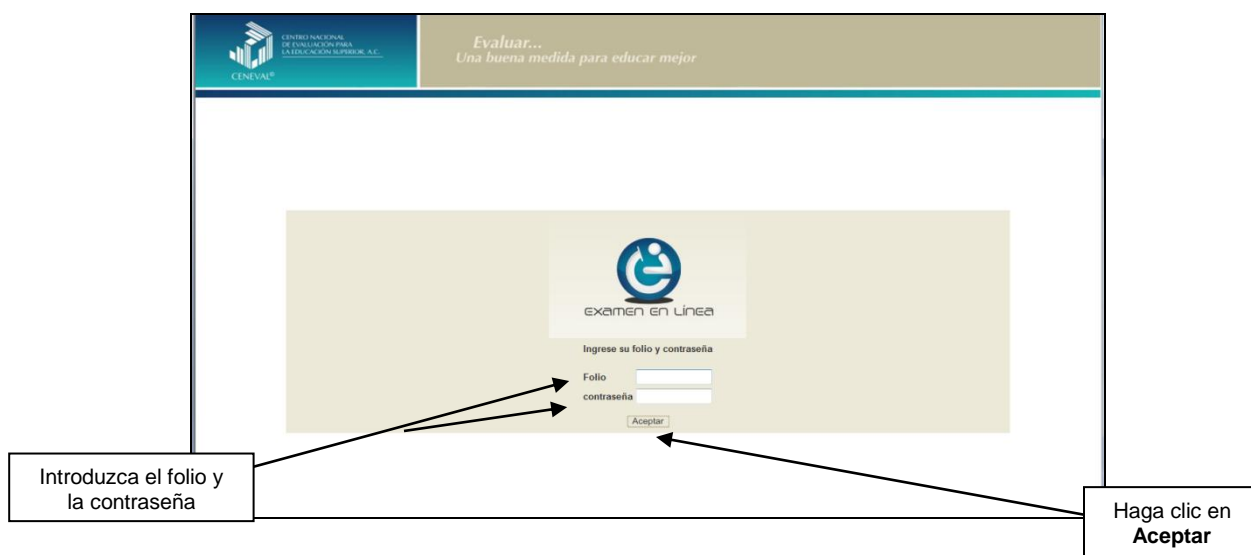 CENTRO NACIONAL
DE EVALUACIÓN PARA
LA EDUCACIÓN SUPERIOR, A.C.
CENEVAL®
Evaluar...
Una buena medida para educar mejor
examen en Línea
Ingrese su folio y contraseña
Folio
contraseña
Aceptar
Introduzca el folio y
la contraseña
Haga clic en
Aceptar